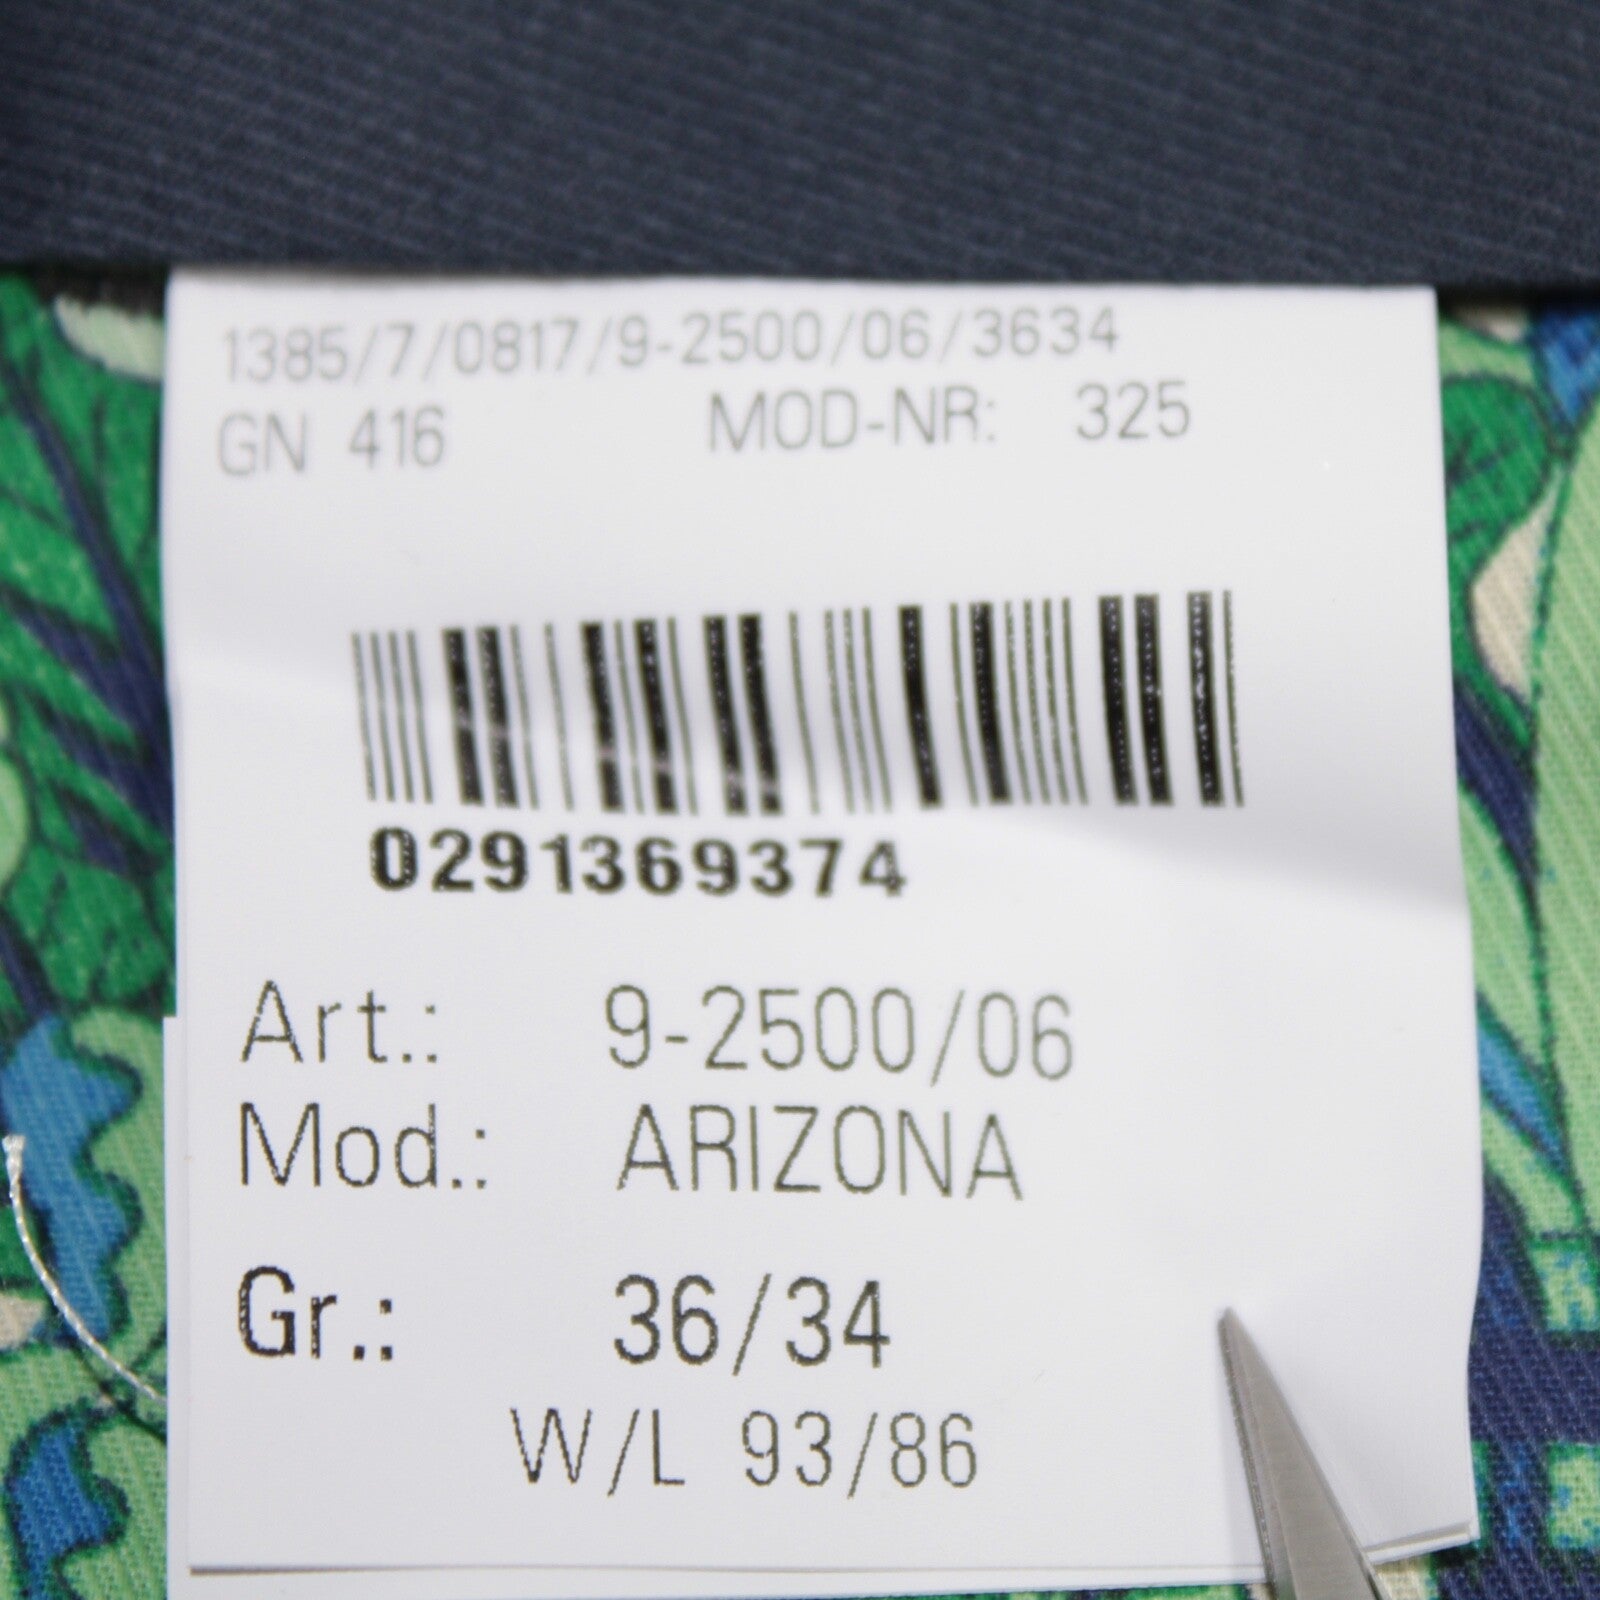 1385/7/0817/9-2500/06/3634
GN 416 MOD-NR: 325
0291369374
Art.: 9-2500/06
Mod.: ARIZONA
Gr.: 36/34
W/L 93/86